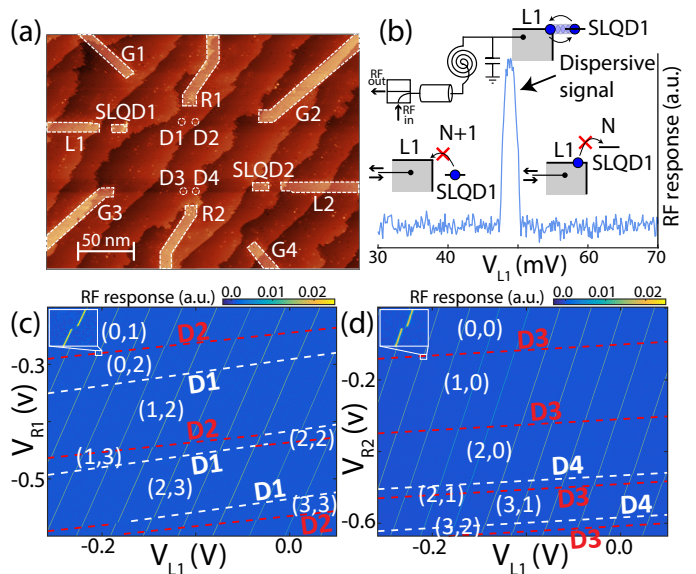 (a)
G1
R1
G2
SLQD1
L1
D1 D2
D3 D4
SLQD2
L2
G3
R2
G4
50 nm
(b)
L1
SLQD1
RF
out
RF
in
Dispersive
signal
N+1
L1
SLQD1
N
L1
SLQD1
RF response (a.u.)
30 40 50 60 70
V_L1 (mV)
RF response (a.u.) 0.0 0.01 0.02
(c)
(0,1)
D2
(0,2)
D1
(1,2)
D2
(2,2)
(1,3)
D1
(2,3)
D1
(3,3)
D2
-0.3
-0.5
V_R1 (v)
-0.2 0.0
V_L1 (V)
RF response (a.u.) 0.0 0.01 0.02
(d)
(0,0)
D3
(1,0)
D3
(2,0)
D4
(2,1)
(3,1)
D3
D4
(3,2)
D3
-0.2
-0.6
V_R2 (v)
-0.2 0.0
V_L1 (V)